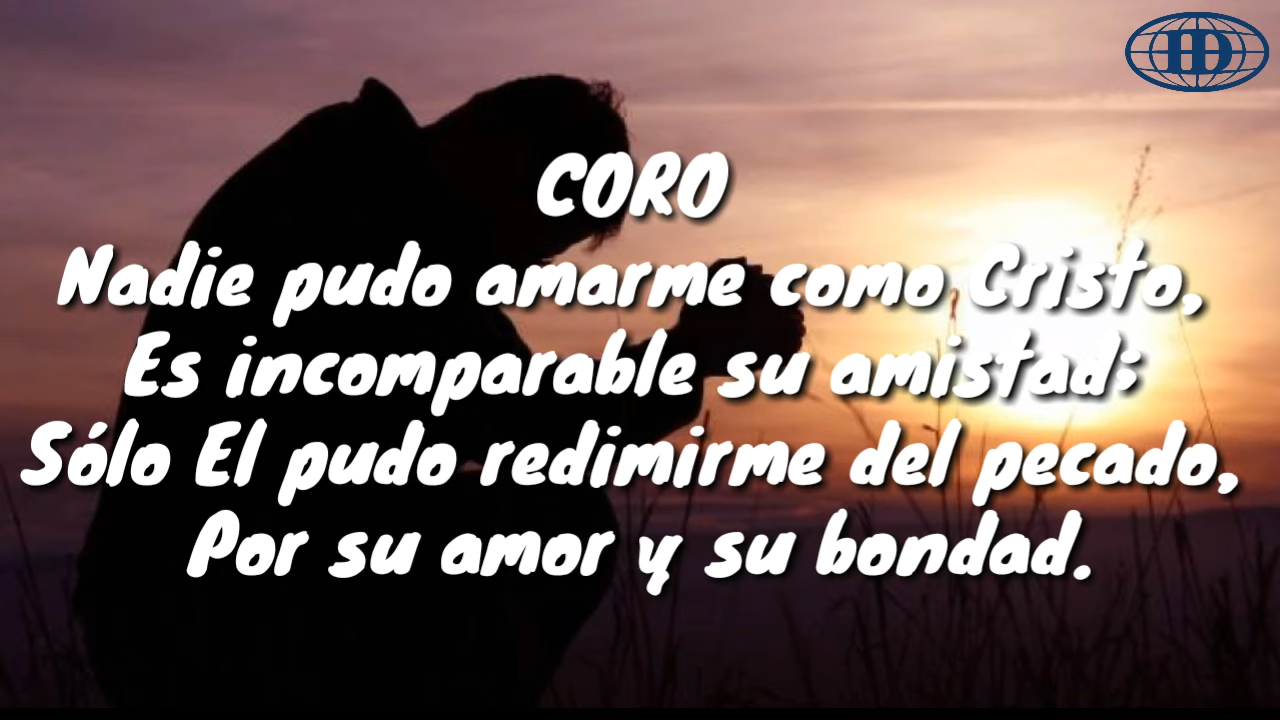 CORO
Nadie pudo amarme como Cristo,
Es incomparable su amistad;
Sólo El pudo redimirme del pecado,
Por su amor y su bondad.